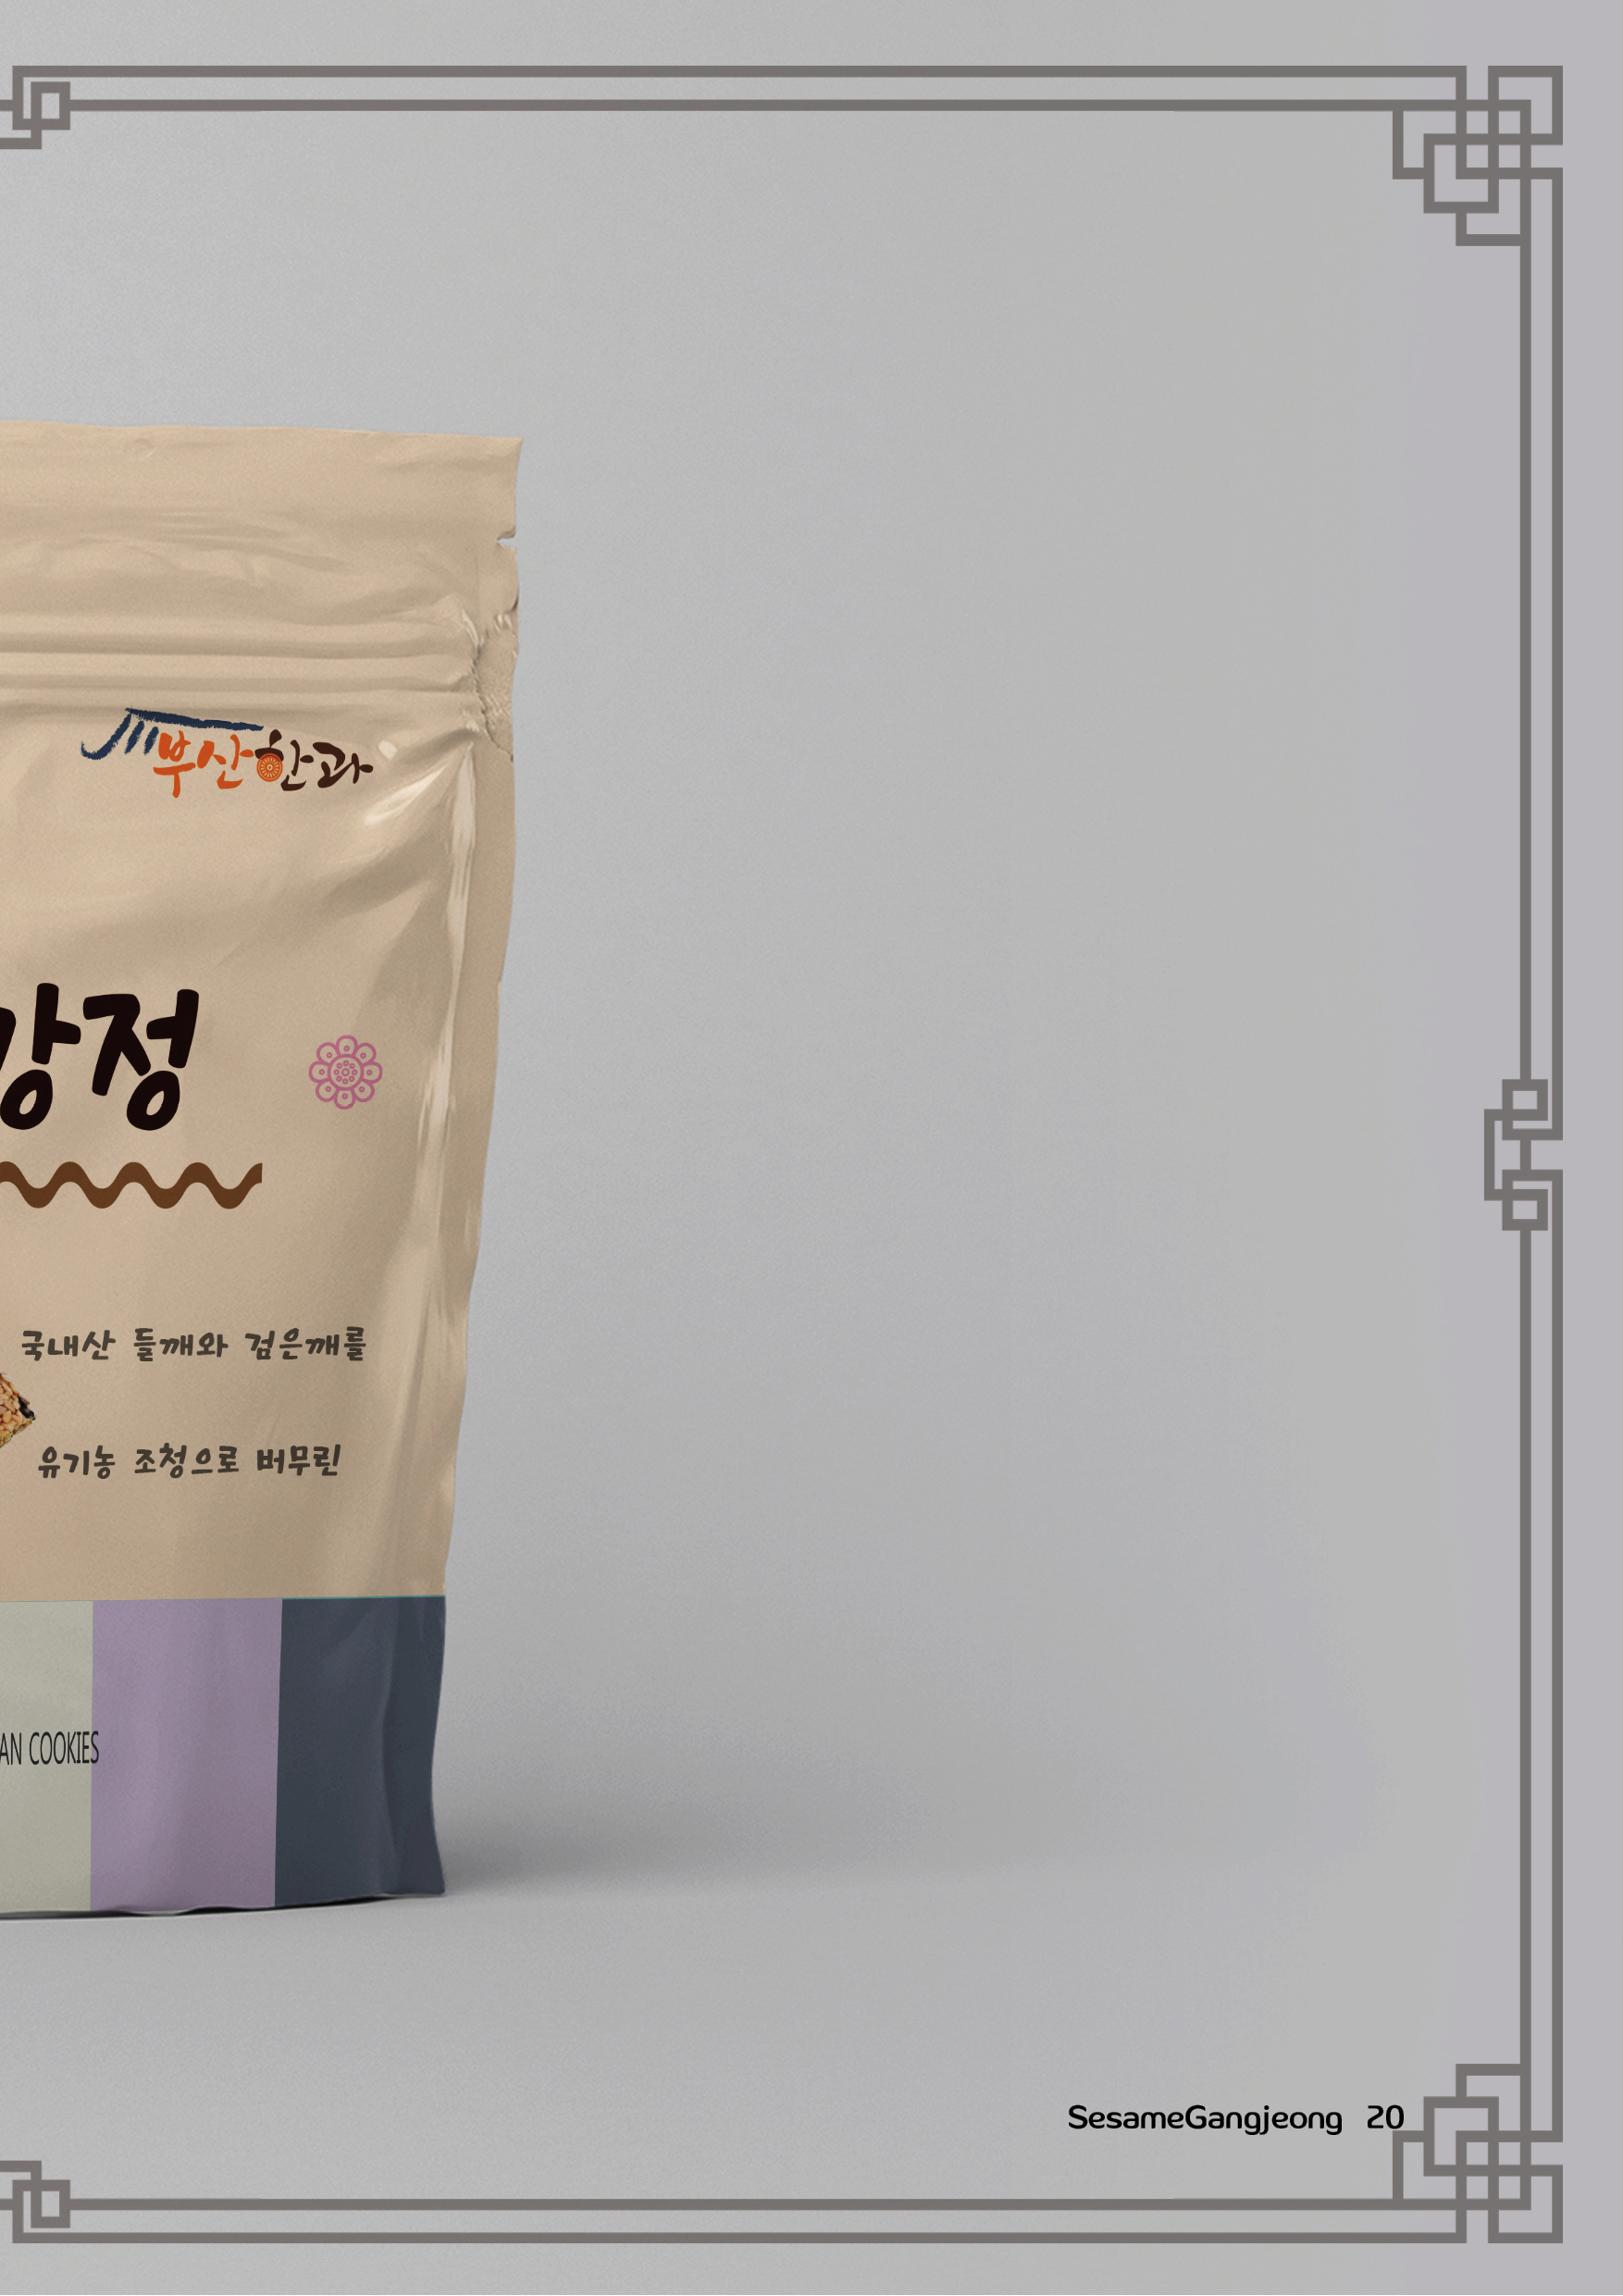 부산한과
강정
국내산 들깨와 검은깨를
유기농 조청으로 버무린
AN COOKIES
SesameGangjeong 20